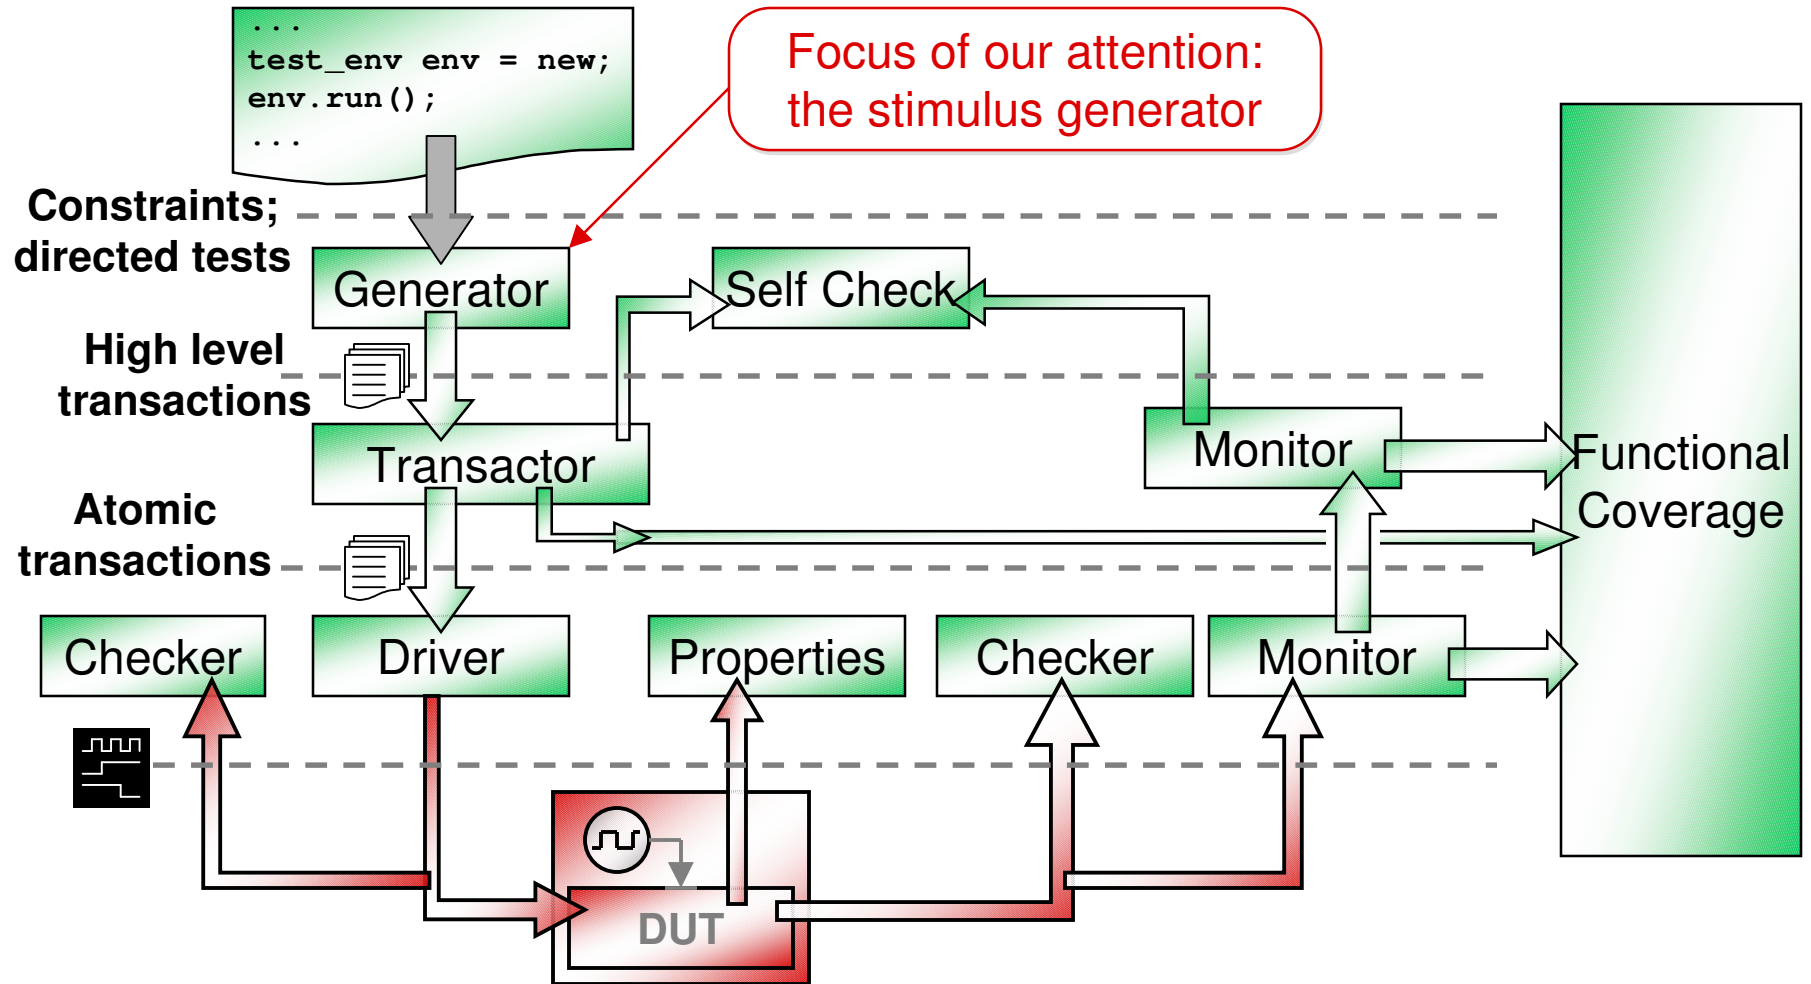 ...
test_env env = new;
env.run();
...
Focus of our attention:
the stimulus generator
Constraints;
directed tests
Generator
Self Check
High level
transactions
Transactor
Monitor
Functional
Coverage
Atomic
transactions
Checker
Driver
Properties
Checker
Monitor
DUT